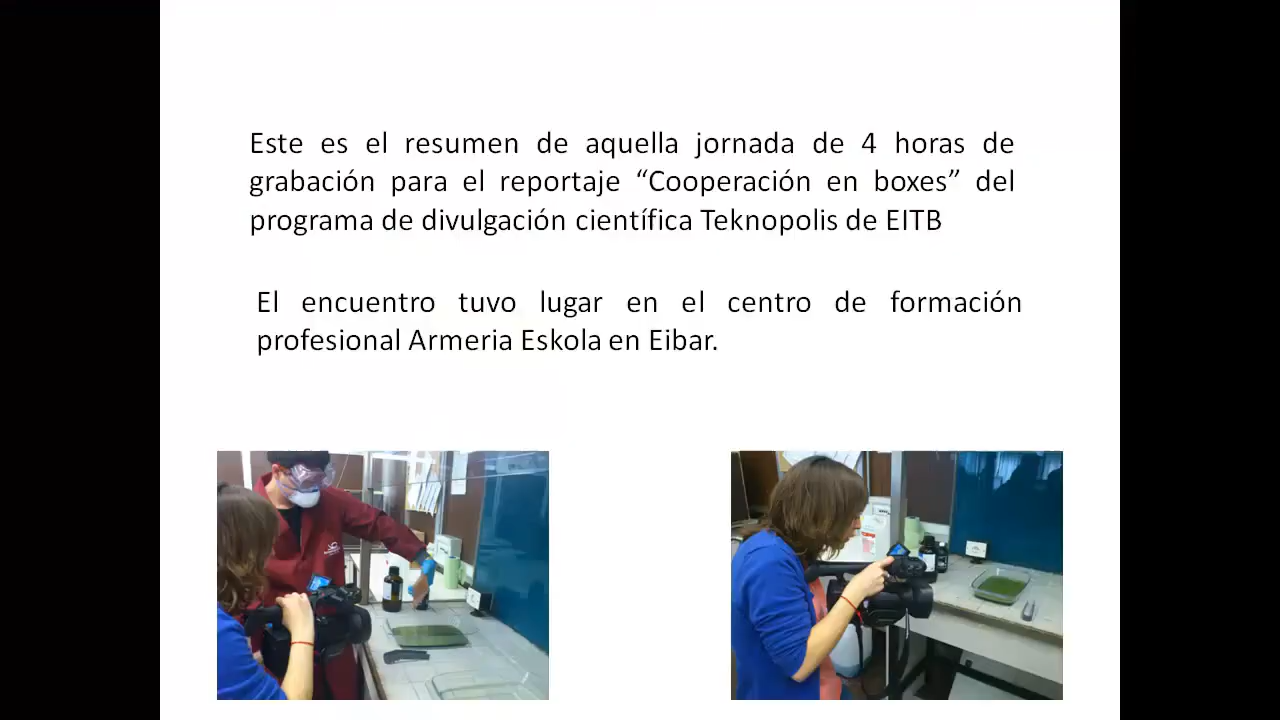 Este es el resumen de aquella jornada de 4 horas de
grabación para el reportaje “Cooperación en boxes” del
programa de divulgación científica Teknopolis de EITB
El encuentro tuvo lugar en el centro de formación
profesional Armeria Eskola en Eibar.